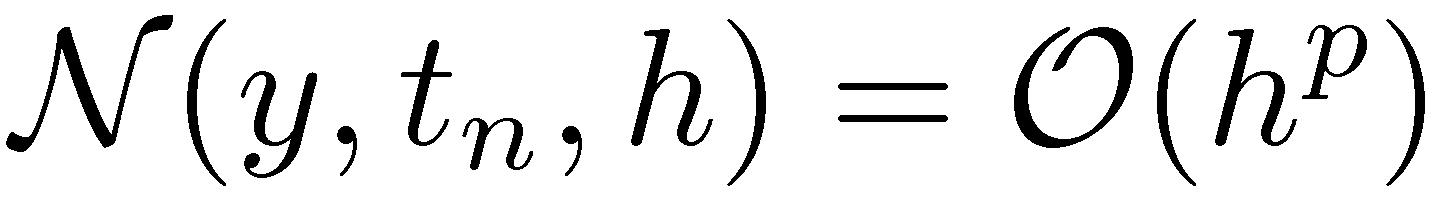 𝒩(y, tₙ, h) = 𝒪(hᵖ)